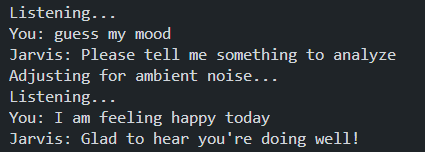 Listening...
You: guess my mood
Jarvis: Please tell me something to analyze
Adjusting for ambient noise...
Listening...
You: I am feeling happy today
Jarvis: Glad to hear you're doing well!